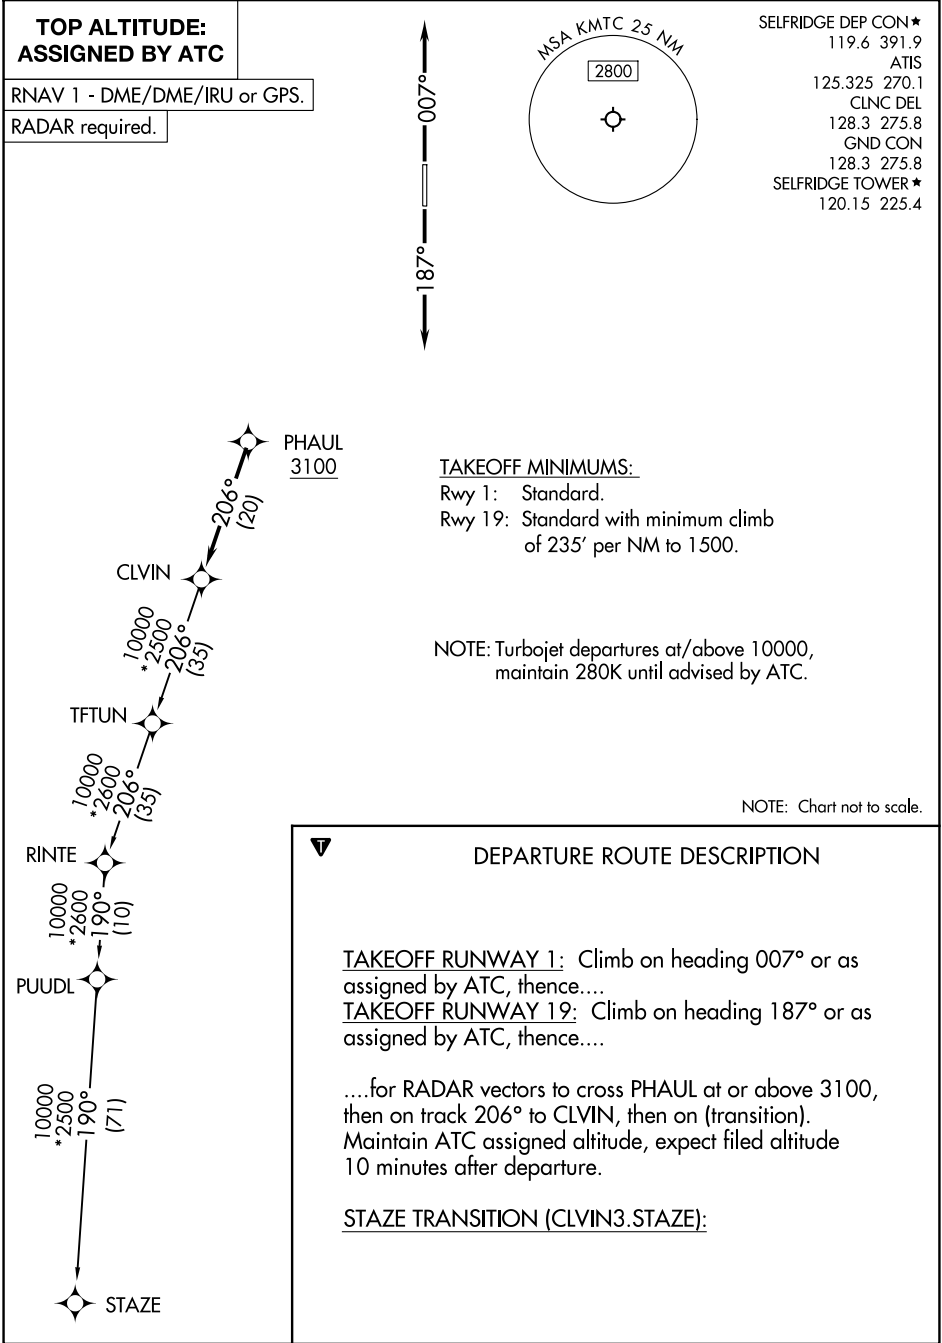 TOP ALTITUDE:
ASSIGNED BY ATC
RNAV 1 - DME/DME/IRU or GPS.
RADAR required.
007°
187°
MSA KMTC 25 NM
2800
SELFRIDGE DEP CON★
119.6 391.9
ATIS
125.325 270.1
CLNC DEL
128.3 275.8
GND CON
128.3 275.8
SELFRIDGE TOWER★
120.15 225.4
PHAUL
3100
206°
(20)
CLVIN
10000
*2500
206°
(35)
TFTUN
10000
*2600
206°
(35)
RINTE
10000
*2600
190°
(10)
PUUDL
10000
*2500
190°
(71)
STAZE
TAKEOFF MINIMUMS:
Rwy 1: Standard.
Rwy 19: Standard with minimum climb
of 235' per NM to 1500.
NOTE: Turbojet departures at/above 10000,
maintain 280K until advised by ATC.
NOTE: Chart not to scale.
T
DEPARTURE ROUTE DESCRIPTION
TAKEOFF RUNWAY 1: Climb on heading 007° or as
assigned by ATC, thence....
TAKEOFF RUNWAY 19: Climb on heading 187° or as
assigned by ATC, thence....
....for RADAR vectors to cross PHAUL at or above 3100,
then on track 206° to CLVIN, then on (transition).
Maintain ATC assigned altitude, expect filed altitude
10 minutes after departure.
STAZE TRANSITION (CLVIN3.STAZE):